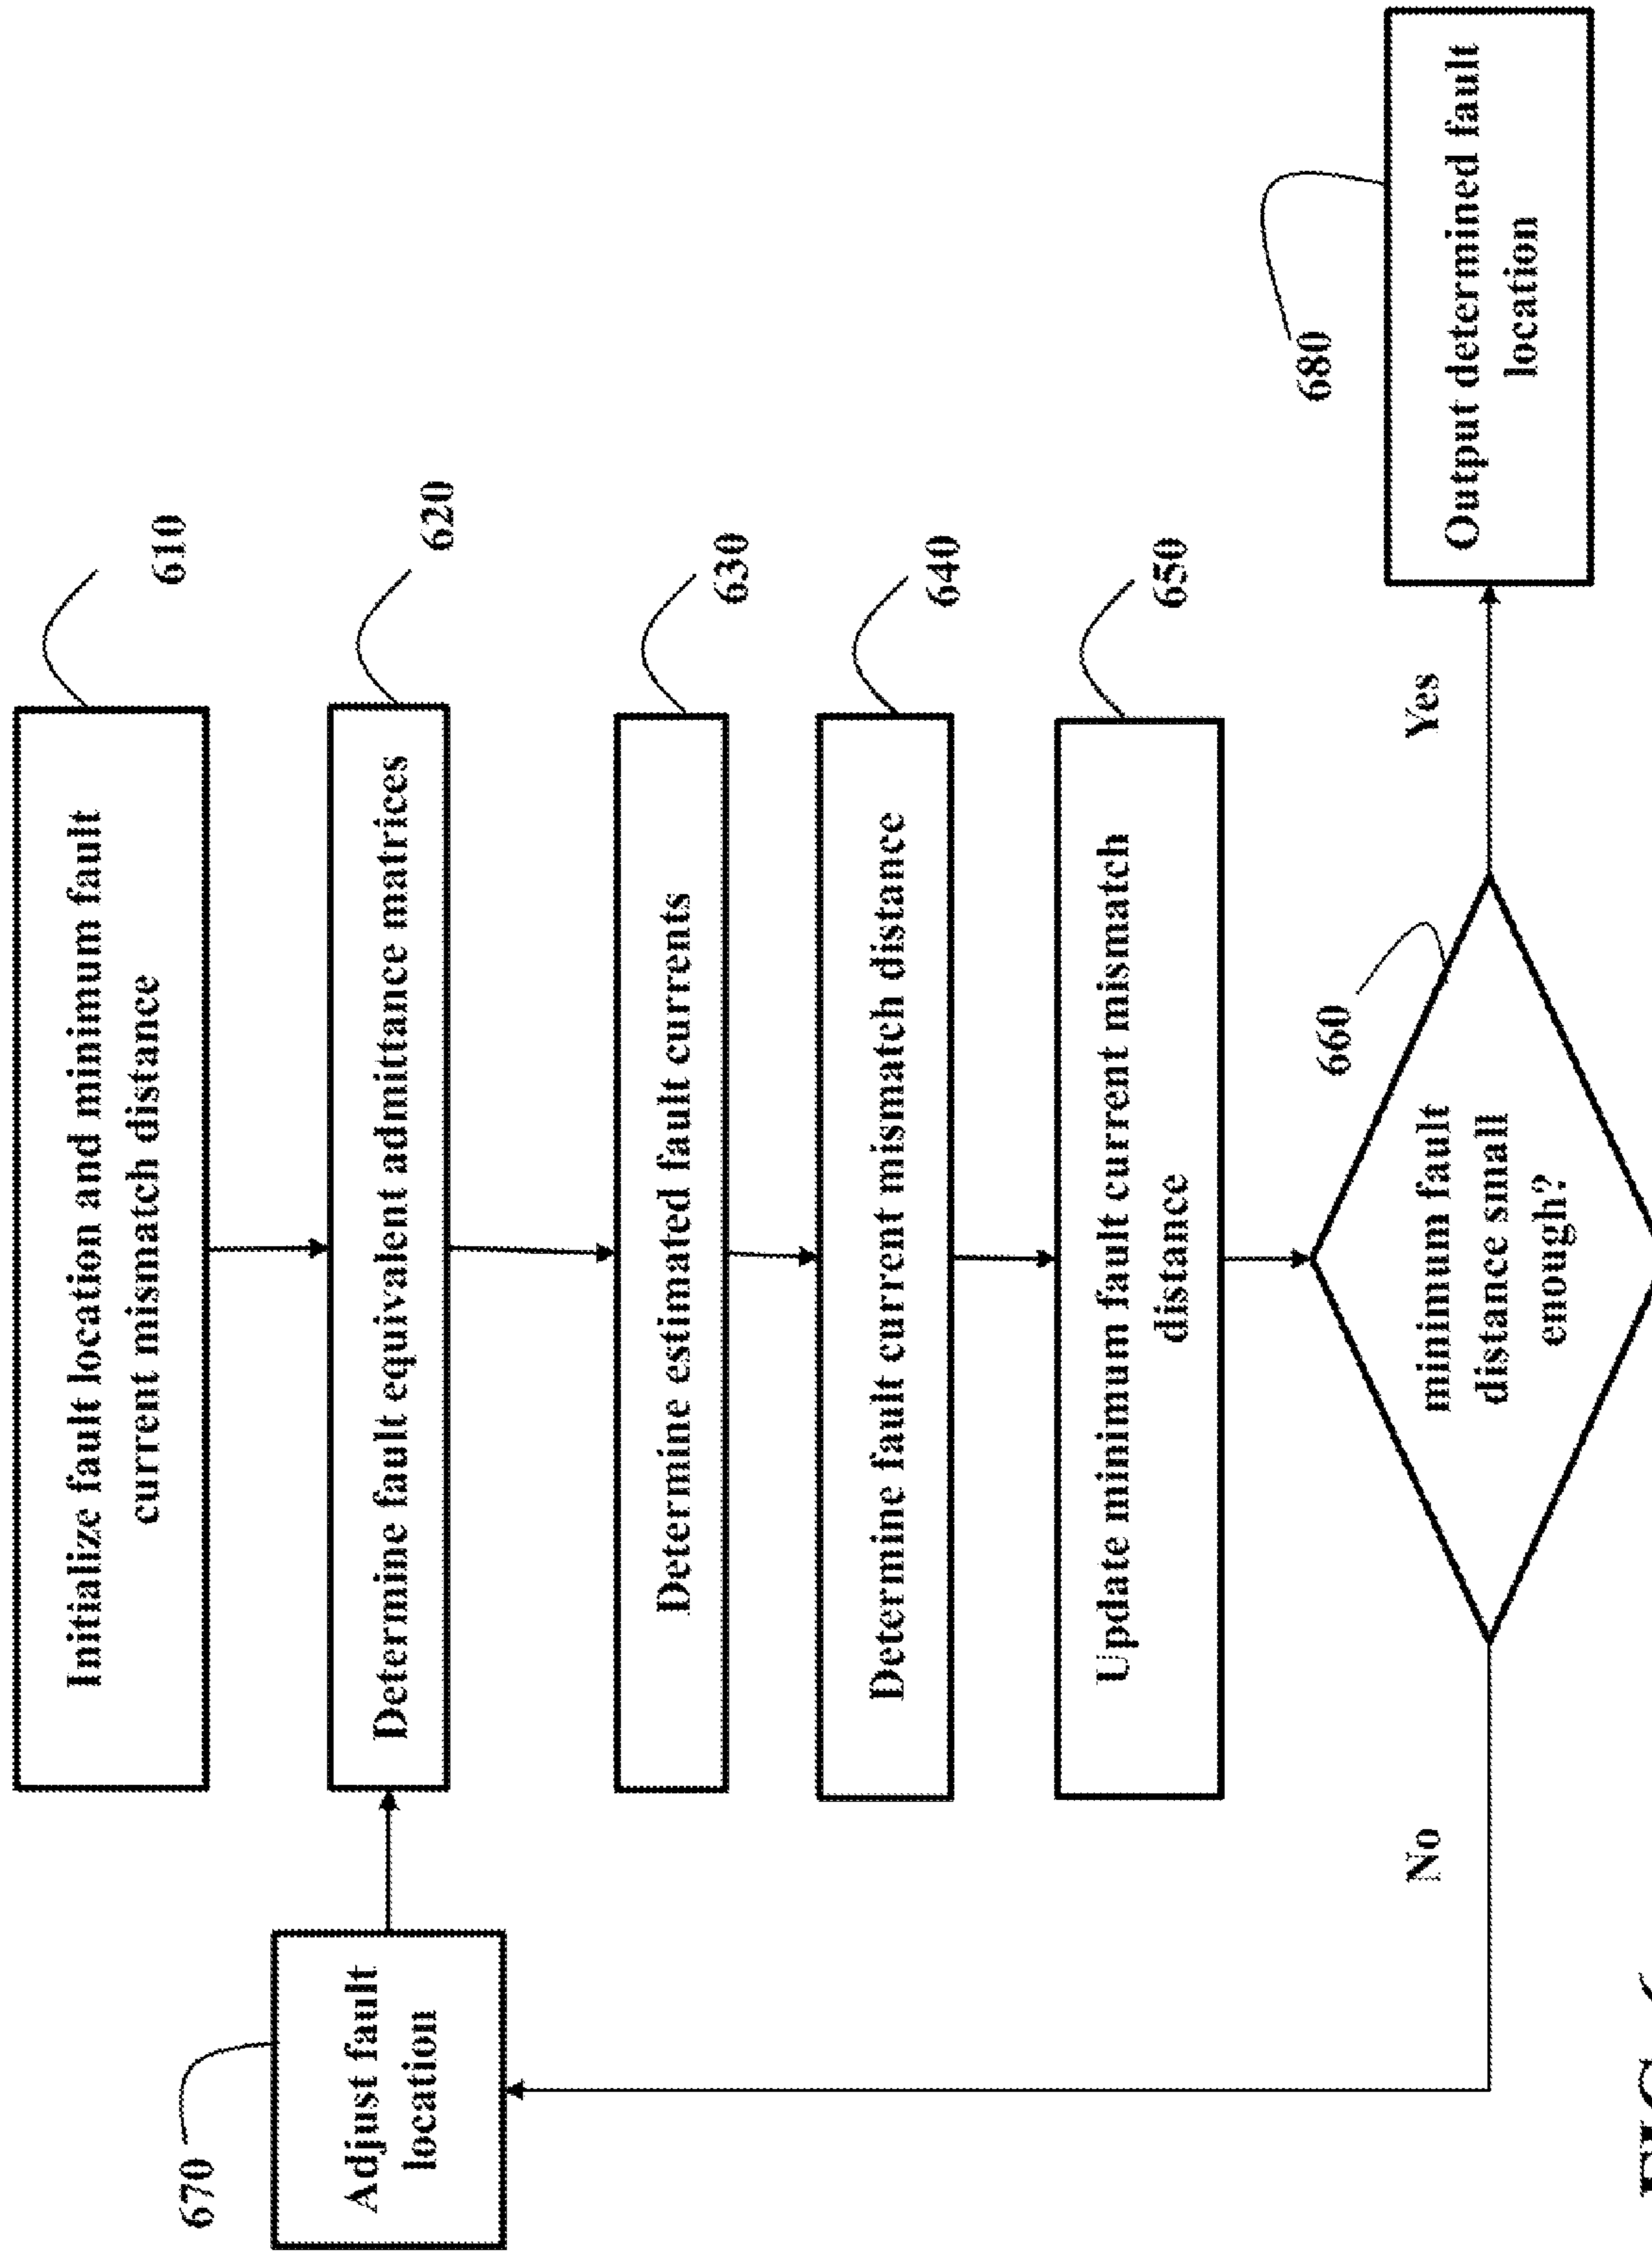 Initialize fault location and minimum fault
current mismatch distance
610
Determine fault equivalent admittance matrices
620
670
Adjust fault
location
Determine estimated fault currents
630
Determine fault current mismatch distance
640
Update minimum fault current mismatch
distance
650
660
minimum fault
distance small
enough?
No
Yes
680
Output determined fault
location